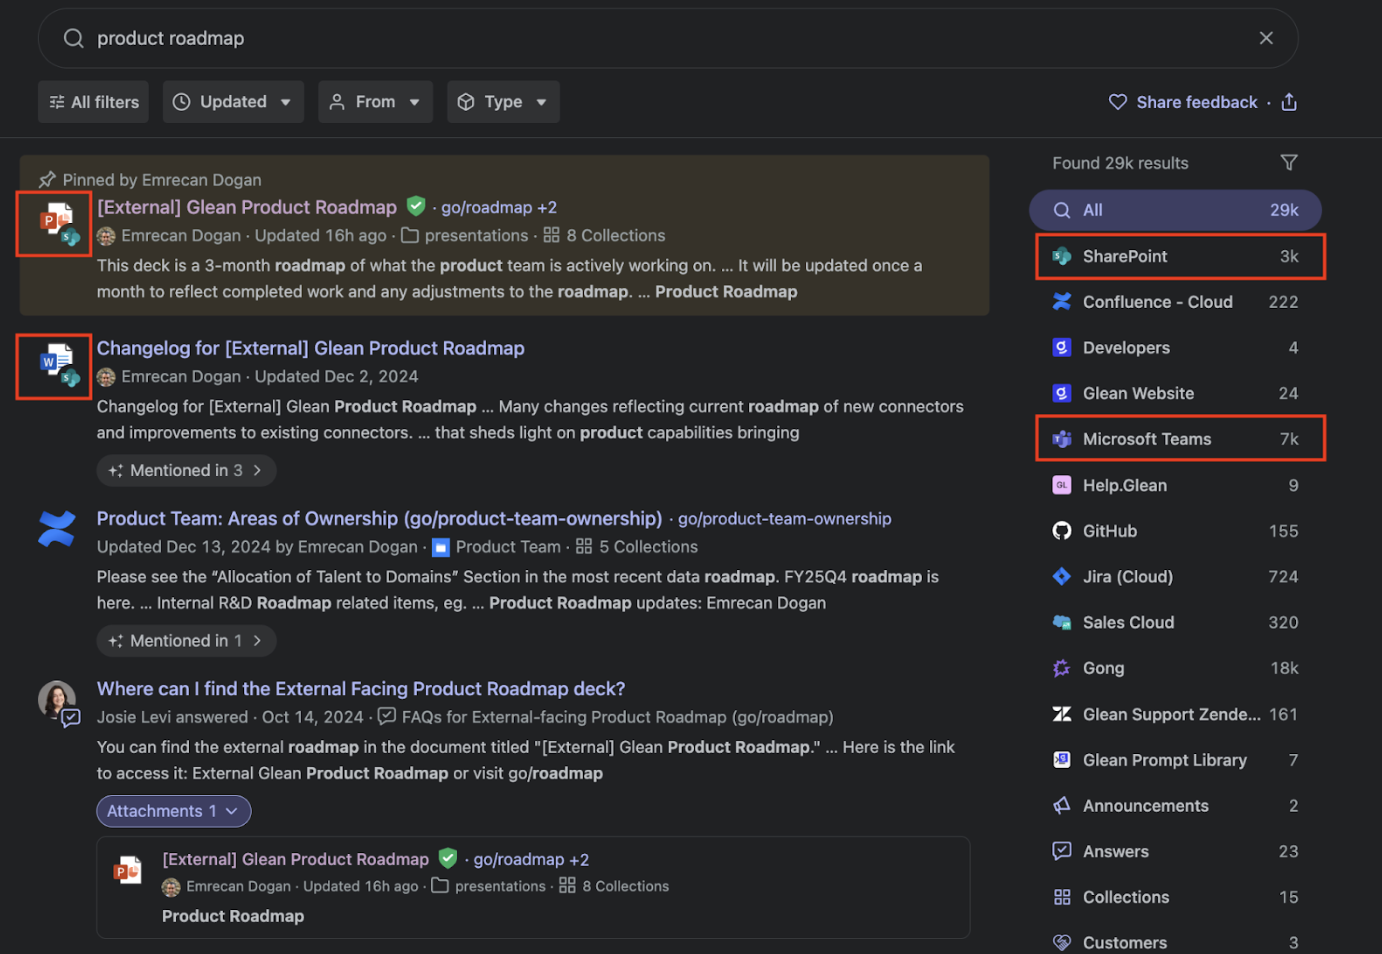 product roadmap
All filters
Updated
From
Type
Share feedback ·
Pinned by Emrecan Dogan
[External] Glean Product Roadmap · go/roadmap +2
Emrecan Dogan · Updated 16h ago · presentations · 8 Collections
This deck is a 3-month roadmap of what the product team is actively working on. ... It will be updated once a
month to reflect completed work and any adjustments to the roadmap. ... Product Roadmap
Changelog for [External] Glean Product Roadmap
Emrecan Dogan · Updated Dec 2, 2024
Changelog for [External] Glean Product Roadmap ... Many changes reflecting current roadmap of new connectors
and improvements to existing connectors. ... that sheds light on product capabilities bringing
Mentioned in 3
Product Team: Areas of Ownership (go/product-team-ownership) · go/product-team-ownership
Updated Dec 13, 2024 by Emrecan Dogan · Product Team · 5 Collections
Please see the “Allocation of Talent to Domains” Section in the most recent data roadmap. FY25Q4 roadmap is
here. ... Internal R&D Roadmap related items, eg. ... Product Roadmap updates: Emrecan Dogan
Mentioned in 1
Where can I find the External Facing Product Roadmap deck?
Josie Levi answered · Oct 14, 2024 · FAQs for External-facing Product Roadmap (go/roadmap)
You can find the external roadmap in the document titled "[External] Glean Product Roadmap." ... Here is the link
to access it: External Glean Product Roadmap or visit go/roadmap
Attachments 1
[External] Glean Product Roadmap · go/roadmap +2
Emrecan Dogan · Updated 16h ago · presentations · 8 Collections
Product Roadmap
Found 29k results
All 29k
SharePoint 3k
Confluence - Cloud 222
Developers 4
Glean Website 24
Microsoft Teams 7k
Help.Glean 9
GitHub 155
Jira (Cloud) 724
Sales Cloud 320
Gong 18k
Glean Support Zende... 161
Glean Prompt Library 7
Announcements 2
Answers 23
Collections 15
Customers 3